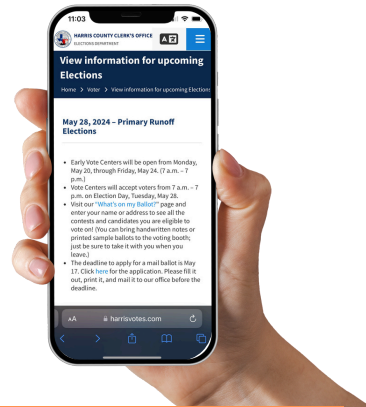 11:03
HARRIS COUNTY CLERK'S OFFICE
ELECTIONS DEPARTMENT
View information for upcoming
Elections
Home > Voter > View information for upcoming Elections
May 28, 2024 – Primary Runoff
Elections
• Early Vote Centers will be open from Monday,
May 20, through Friday, May 24. (7 a.m. – 7
p.m.)
• Vote Centers will accept voters from 7 a.m. – 7
p.m. on Election Day, Tuesday, May 28.
• Visit our "What's on my Ballot?" page and
enter your name or address to see all the
contests and candidates you are eligible to
vote on! (You can bring handwritten notes or
printed sample ballots to the voting booth;
just be sure to take it with you when you
leave.)
• The deadline to apply for a mail ballot is May
17. Click here for the application. Please fill it
out, print it, and mail it to our office before the
deadline.
AA harrisvotes.com